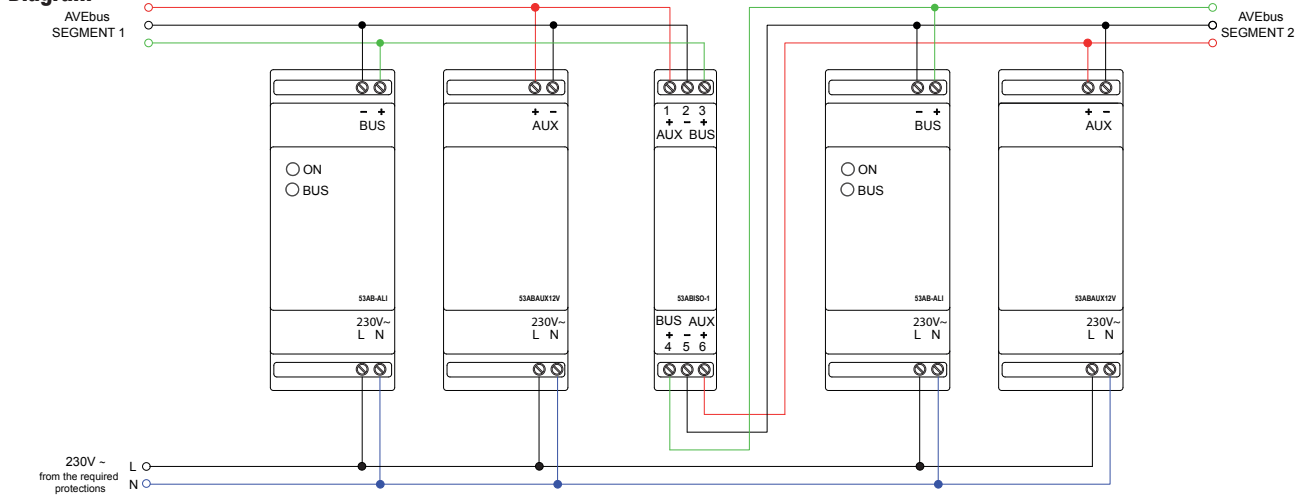 Diagram
AVEbus
SEGMENT 1
AVEbus
SEGMENT 2
- +
BUS
ON
BUS
53AB-ALI
230V~
L N
+ -
AUX
53ABAUX12V
230V~
L N
1 2 3
+ - +
AUX BUS
53ABISO-1
BUS AUX
+ - +
4 5 6
- +
BUS
ON
BUS
53AB-ALI
230V~
L N
+ -
AUX
53ABAUX12V
230V~
L N
230V ~
from the required
protections
L
N